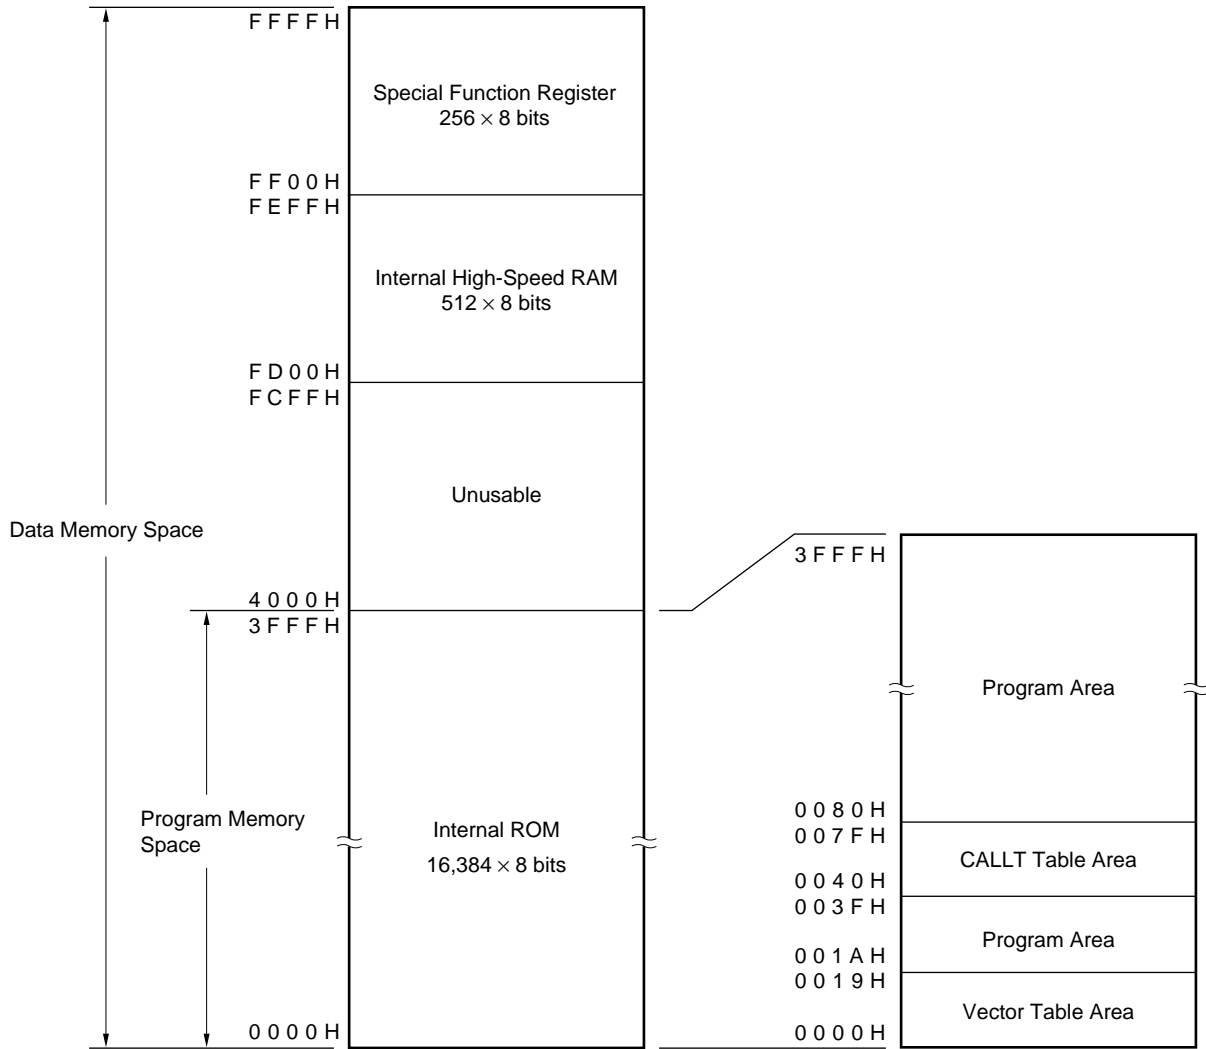 FFFFH
Special Function Register
256 × 8 bits
FF00H
FEFFH
Internal High-Speed RAM
512 × 8 bits
FD00H
FCFFH
Unusable
Data Memory Space
4000H
3FFFH
Program Memory
Space
Internal ROM
16,384 × 8 bits
0000H
3FFFH
Program Area
0080H
007FH
CALLT Table Area
0040H
003FH
Program Area
001AH
0019H
Vector Table Area
0000H